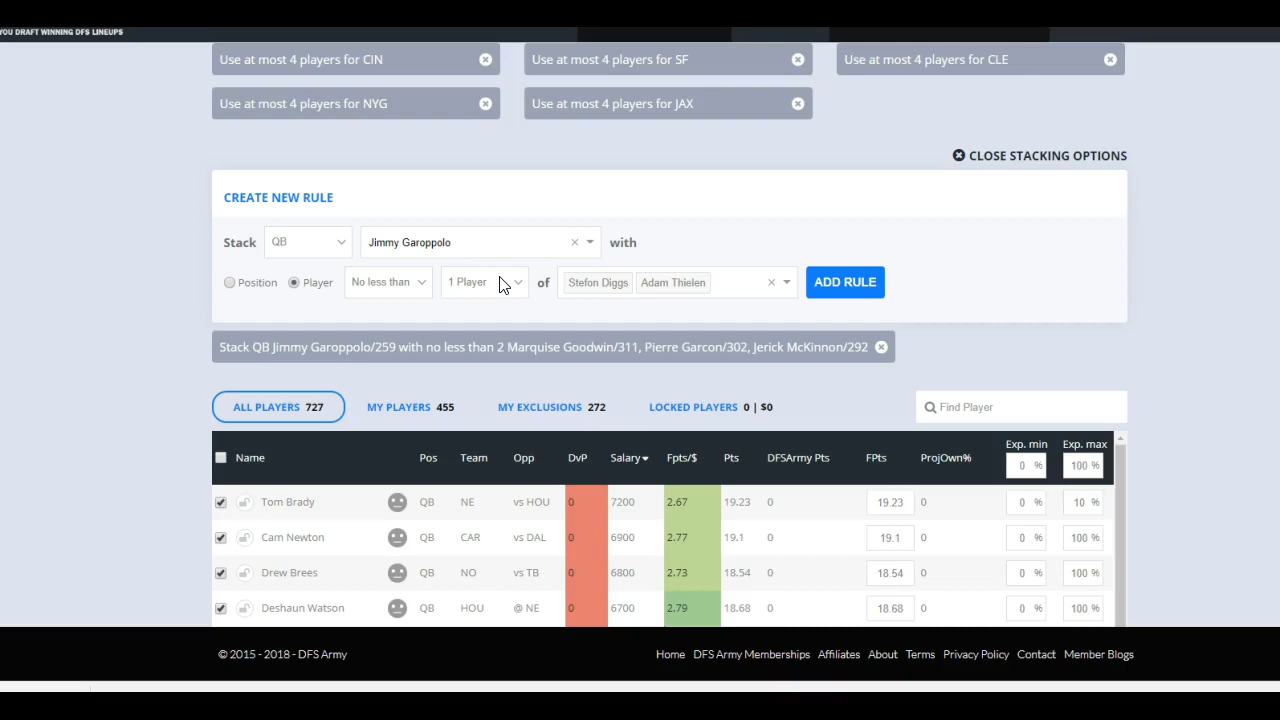 YOU DRAFT WINNING DFS LINEUPS
Use at most 4 players for CIN
Use at most 4 players for SF
Use at most 4 players for CLE
Use at most 4 players for NYG
Use at most 4 players for JAX
CLOSE STACKING OPTIONS
CREATE NEW RULE
Stack QB Jimmy Garoppolo with
Position Player No less than 1 Player of Stefon Diggs Adam Thielen ADD RULE
Stack QB Jimmy Garoppolo/259 with no less than 2 Marquise Goodwin/311, Pierre Garcon/302, Jerick McKinnon/292
ALL PLAYERS 727 MY PLAYERS 455 MY EXCLUSIONS 272 LOCKED PLAYERS 0 | $0 Find Player
Name Pos Team Opp DvP Salary Fpts/$ Pts DFSArmy Pts FPts ProjOwn% Exp. min Exp. max
0 % 100 %
Tom Brady QB NE vs HOU 0 7200 2.67 19.23 0 19.23 0 0 % 10 %
Cam Newton QB CAR vs DAL 0 6900 2.77 19.1 0 19.1 0 0 % 100 %
Drew Brees QB NO vs TB 0 6800 2.73 18.54 0 18.54 0 0 % 100 %
Deshaun Watson QB HOU @ NE 0 6700 2.79 18.68 0 18.68 0 0 % 100 %
© 2015 - 2018 - DFS Army Home DFS Army Memberships Affiliates About Terms Privacy Policy Contact Member Blogs